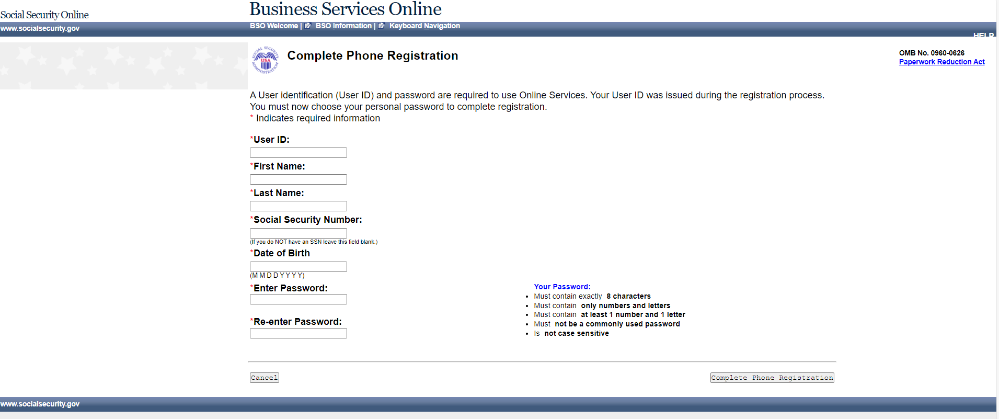 Social Security Online
Business Services Online
www.socialsecurity.gov
BSO Welcome | BSO Information | Keyboard Navigation
HELP
SOCIAL SECURITY ADMINISTRATION
USA
Complete Phone Registration
OMB No. 0960-0626
Paperwork Reduction Act
A User identification (User ID) and password are required to use Online Services. Your User ID was issued during the registration process.
You must now choose your personal password to complete registration.
* Indicates required information
*User ID:
*First Name:
*Last Name:
*Social Security Number:
(If you do NOT have an SSN leave this field blank.)
*Date of Birth
(M M D D Y Y Y Y)
*Enter Password:
*Re-enter Password:
Your Password:
• Must contain exactly 8 characters
• Must contain only numbers and letters
• Must contain at least 1 number and 1 letter
• Must not be a commonly used password
• Is not case sensitive
Cancel
Complete Phone Registration
www.socialsecurity.gov